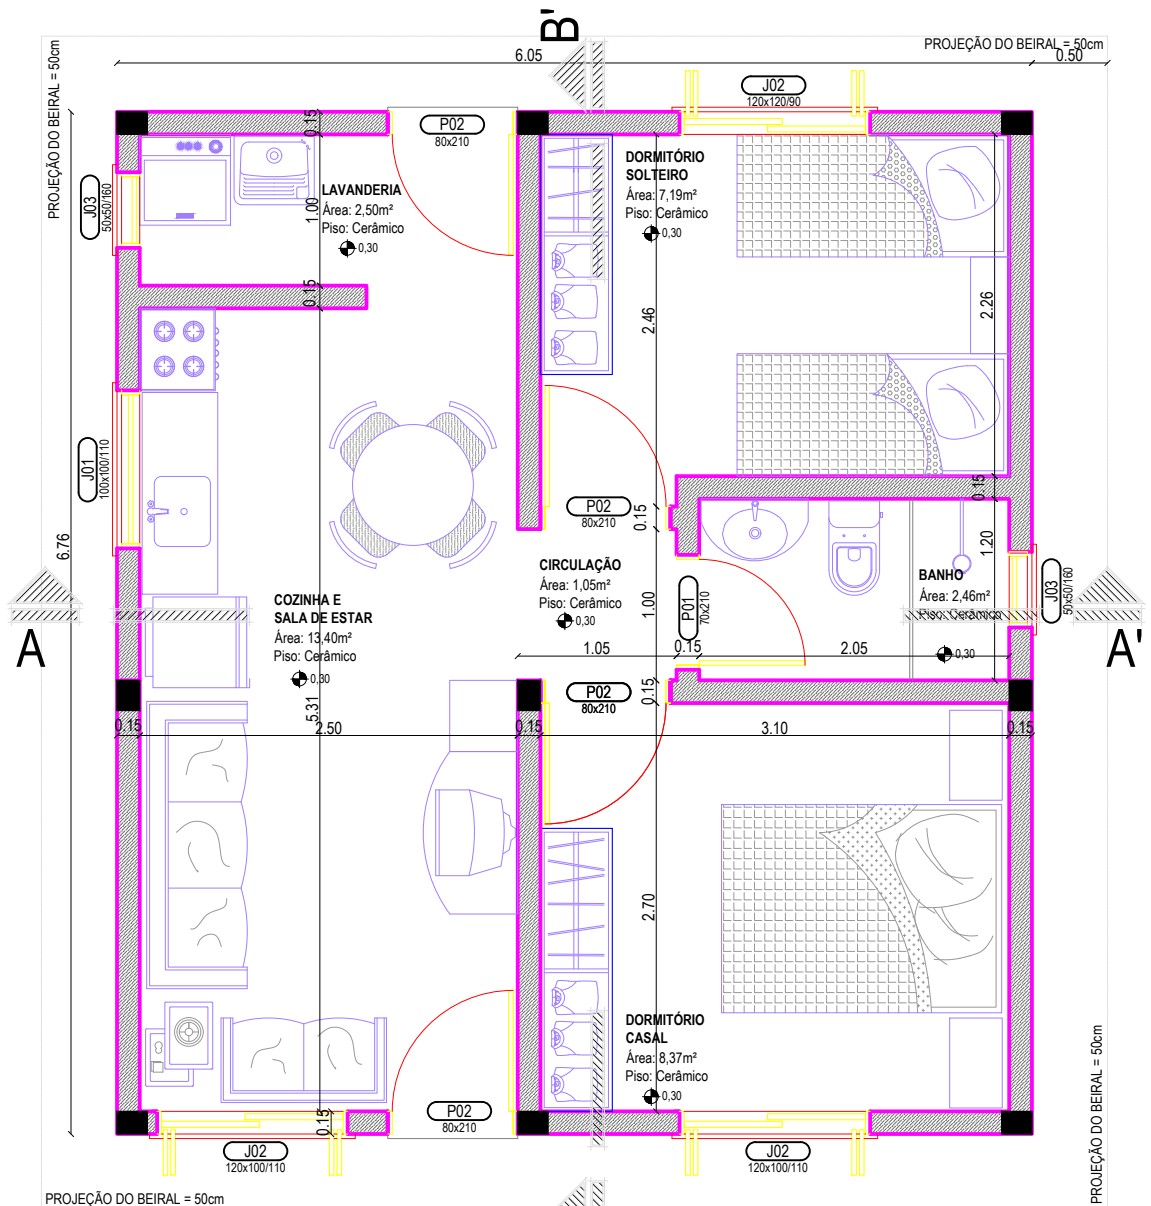 B'
PROJEÇÃO DO BEIRAL = 50cm
6.05
0.50
PROJEÇÃO DO BEIRAL = 50cm
J02
120x120/90
0.15
P02
80x210
DORMITÓRIO
SOLTEIRO
Área: 7,19m²
Piso: Cerâmico
0,30
LAVANDERIA
Área: 2,50m²
Piso: Cerâmico
0,30
1.00
J03
50x50/160
0.15
2.46
2.26
J01
100x100/110
6.76
P02
80x210
0.15
0.15
1.20
CIRCULAÇÃO
Área: 1,05m²
Piso: Cerâmico
0,30
1.00
P01
70x210
BANHO
Área: 2,46m²
Piso: Cerâmico
0,30
J03
50x50/160
COZINHA E
SALA DE ESTAR
Área: 13,40m²
Piso: Cerâmico
0,30
A
A'
1.05
0.15
2.05
P02
80x210
0.15
5.31
0.15
2.50
0.15
3.10
0.15
2.70
DORMITÓRIO
CASAL
Área: 8,37m²
Piso: Cerâmico
0,30
P02
80x210
0.15
J02
120x100/110
J02
120x100/110
PROJEÇÃO DO BEIRAL = 50cm
PROJEÇÃO DO BEIRAL = 50cm